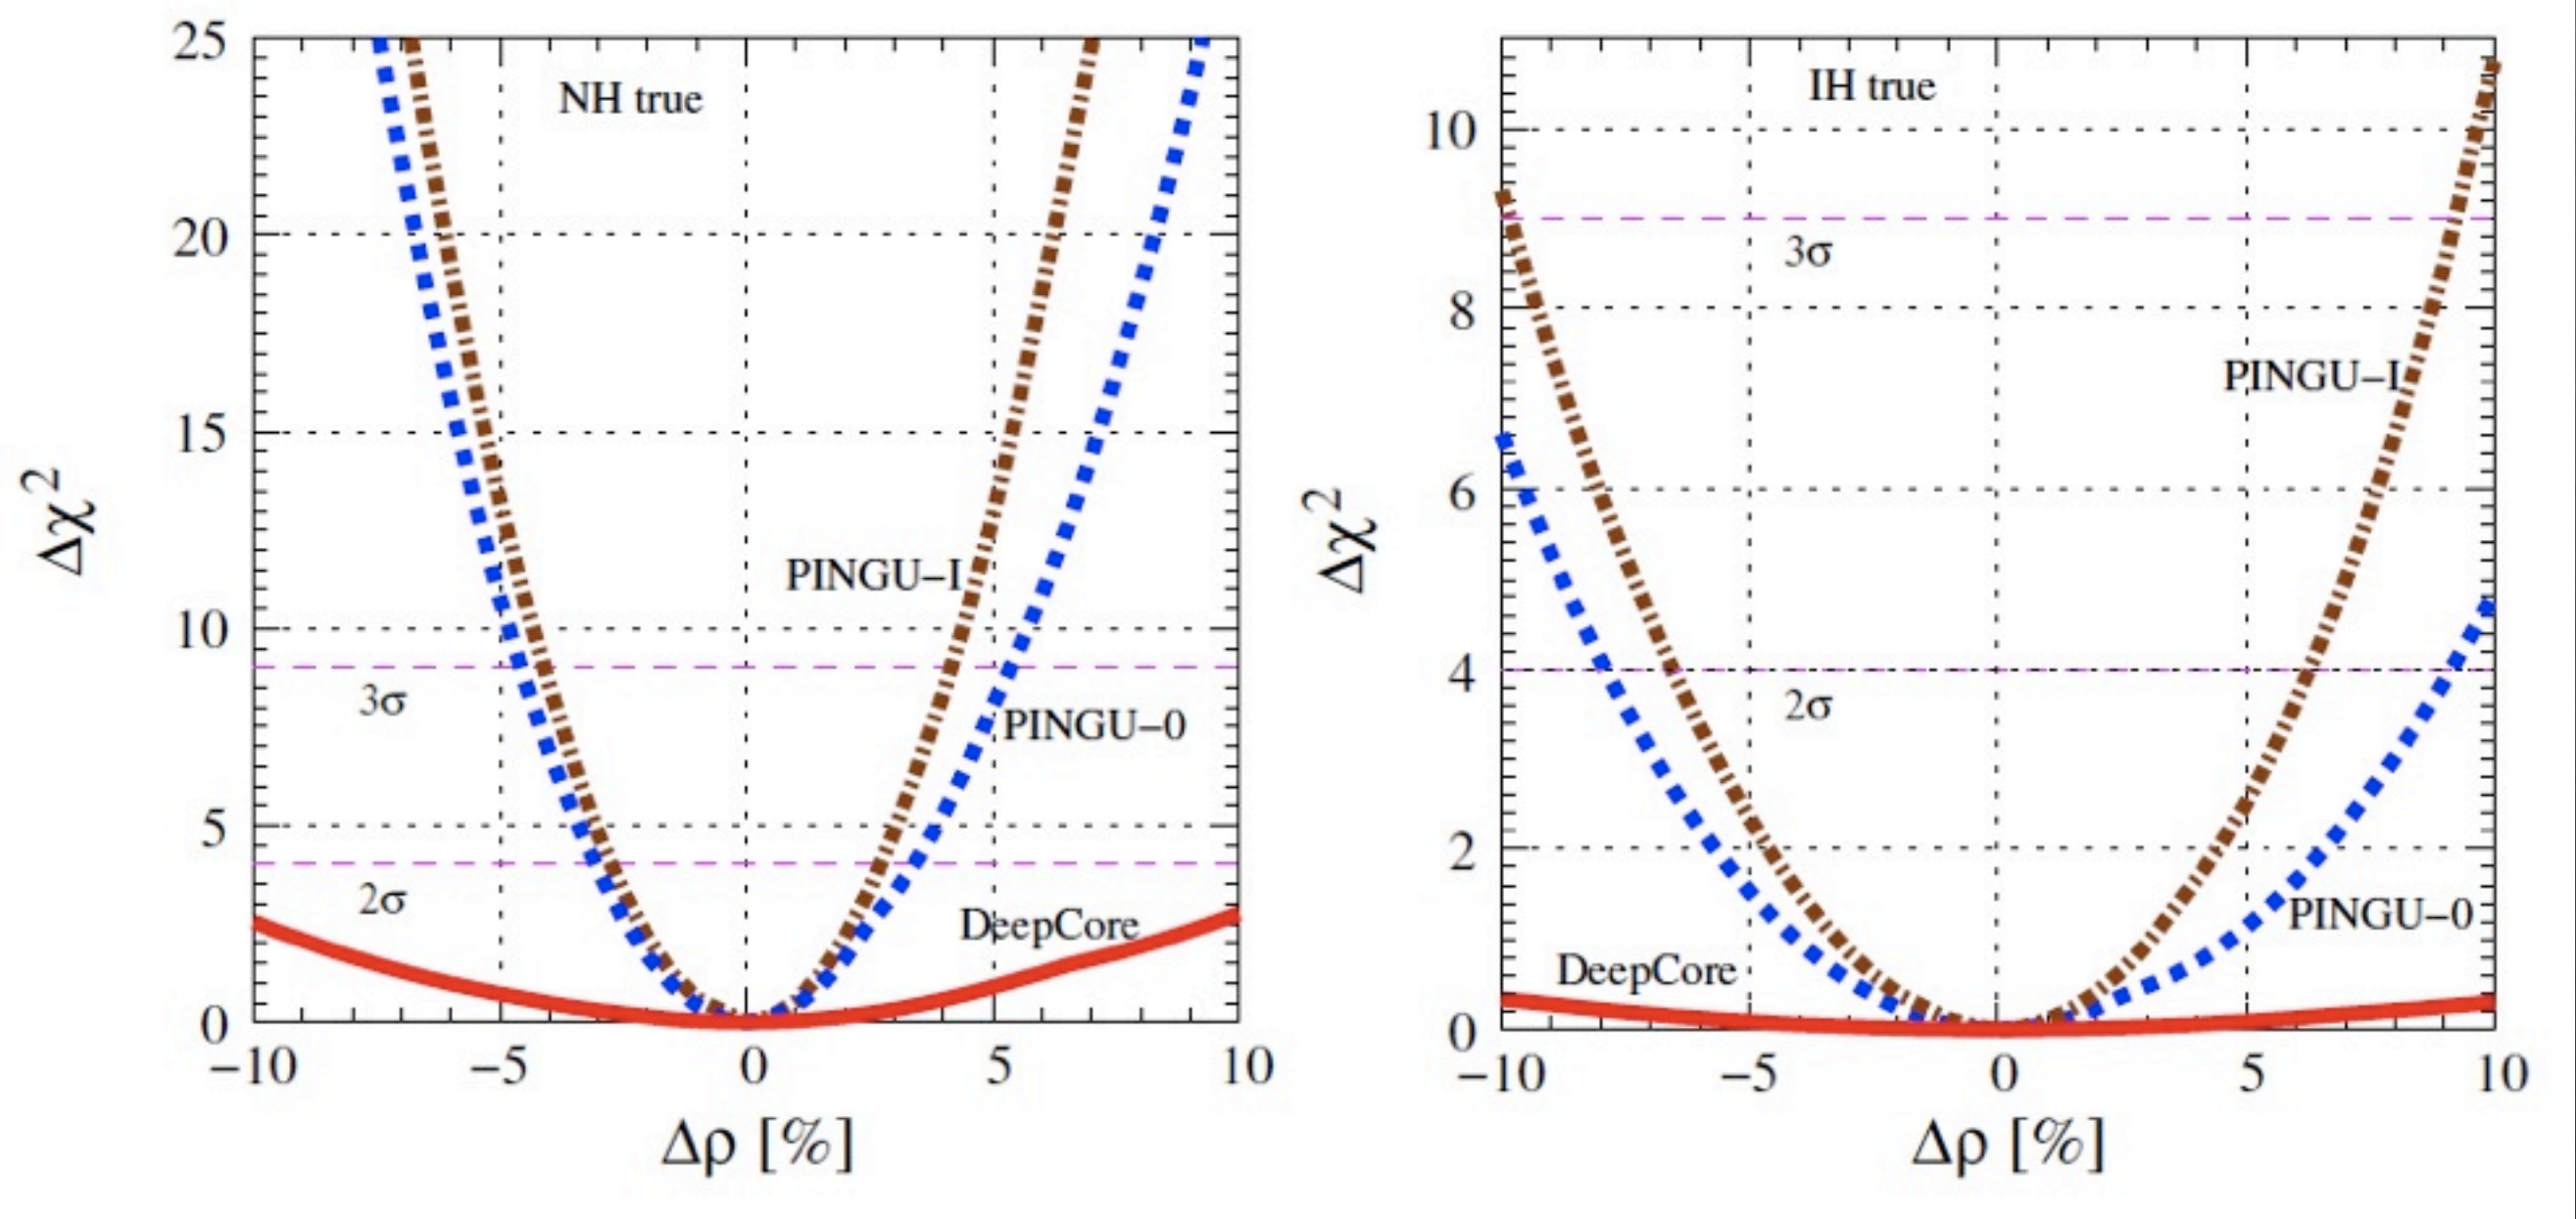 25
20
15
10
5
0
Δχ²
NH true
PINGU–I
3σ
PINGU–0
2σ
DeepCore
−10 −5 0 5 10
Δρ [%]
10
8
6
4
2
0
Δχ²
IH true
3σ
PINGU–I
2σ
PINGU–0
DeepCore
−10 −5 0 5 10
Δρ [%]